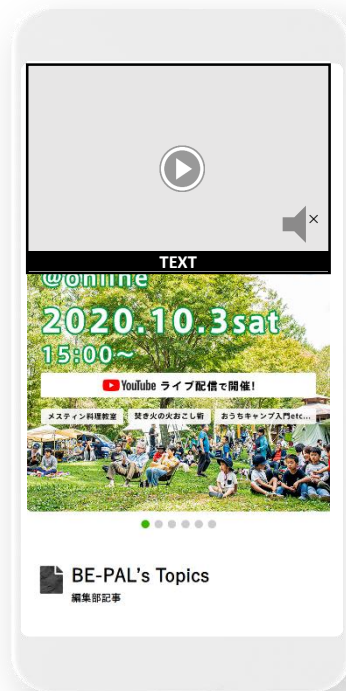 TEXT
@online
2020.10.3sat
15:00〜
YouTube ライブ配信で開催!
メスティン料理教室 焚き火の火おこし術 おうちキャンプ入門etc...
BE-PAL's Topics
編集部記事